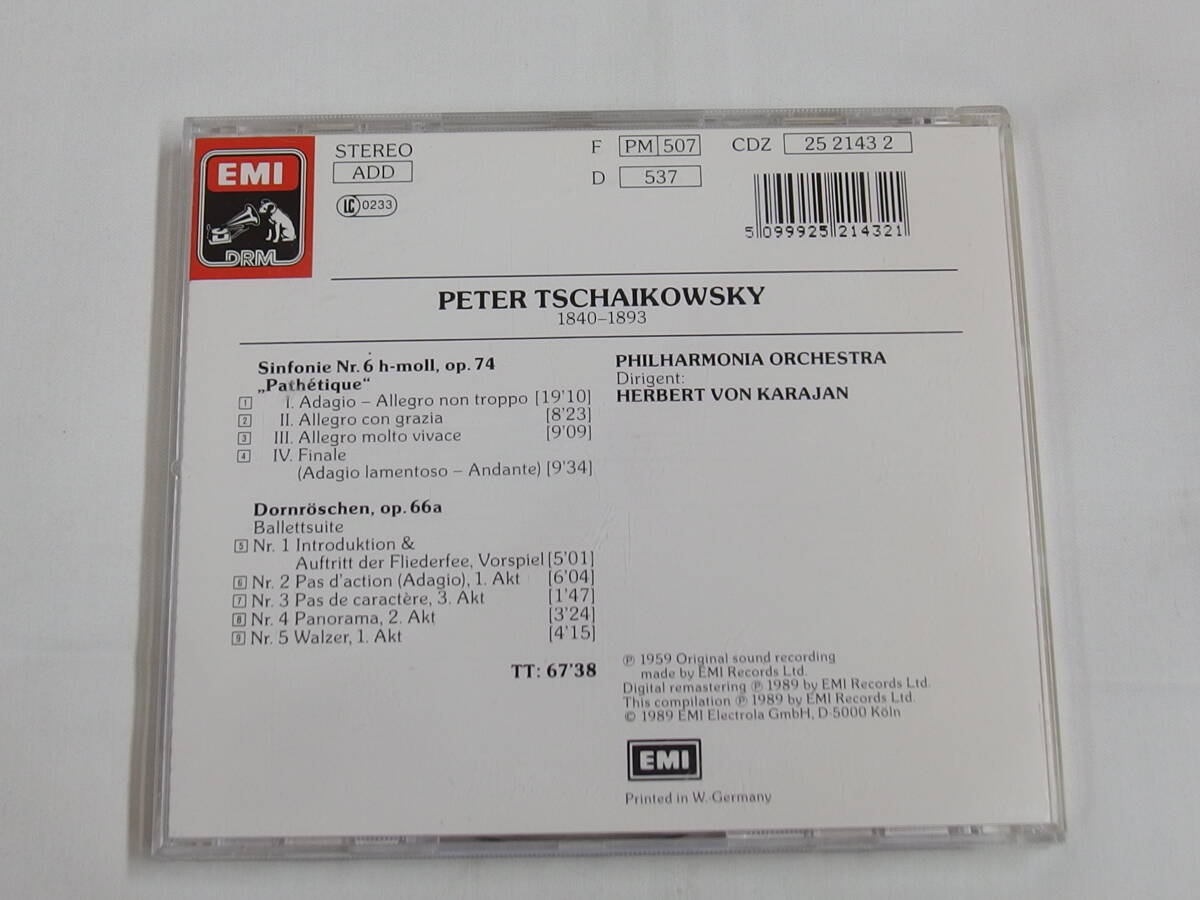 EMI
DRM
STEREO
ADD
LC 0233
F PM 507 CDZ 25 2143 2
D 537
5 099925 214321
PETER TSCHAIKOWSKY
1840–1893
Sinfonie Nr. 6 h-moll, op. 74
„Pathétique“
1 I. Adagio – Allegro non troppo [19'10]
2 II. Allegro con grazia [8'23]
3 III. Allegro molto vivace [9'09]
4 IV. Finale
(Adagio lamentoso – Andante) [9'34]
Dornröschen, op. 66a
Ballettsuite
5 Nr. 1 Introduktion &
Auftritt der Fliederfee, Vorspiel [5'01]
6 Nr. 2 Pas d'action (Adagio), 1. Akt [6'04]
7 Nr. 3 Pas de caractère, 3. Akt [1'47]
8 Nr. 4 Panorama, 2. Akt [3'24]
9 Nr. 5 Walzer, 1. Akt [4'15]
TT: 67'38
PHILHARMONIA ORCHESTRA
Dirigent:
HERBERT VON KARAJAN
℗ 1959 Original sound recording
made by EMI Records Ltd.
Digital remastering ℗ 1989 by EMI Records Ltd.
This compilation ℗ 1989 by EMI Records Ltd.
© 1989 EMI Electrola GmbH, D-5000 Köln
EMI
Printed in W.-Germany